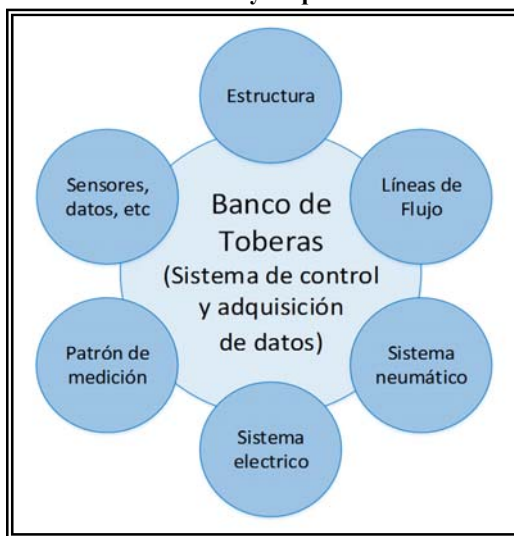 Estructura
Sensores,
datos, etc
Líneas de
Flujo
Banco de
Toberas
(Sistema de control
y adquisición
de datos)
Patrón de
medición
Sistema
neumático
Sistema
electrico